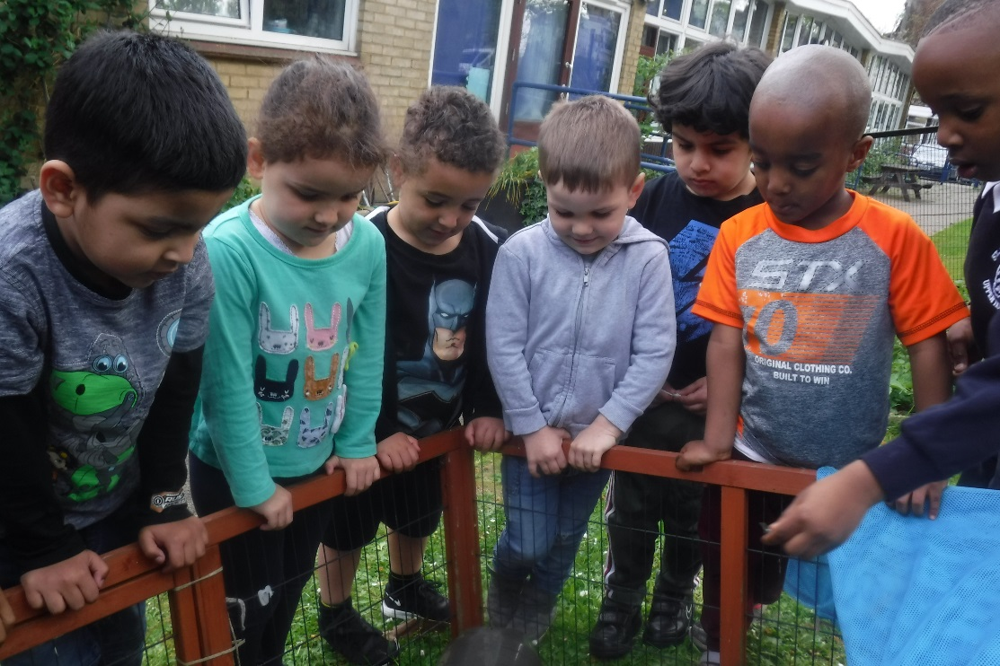 STX
70
ORIGINAL CLOTHING CO.
BUILT TO WIN